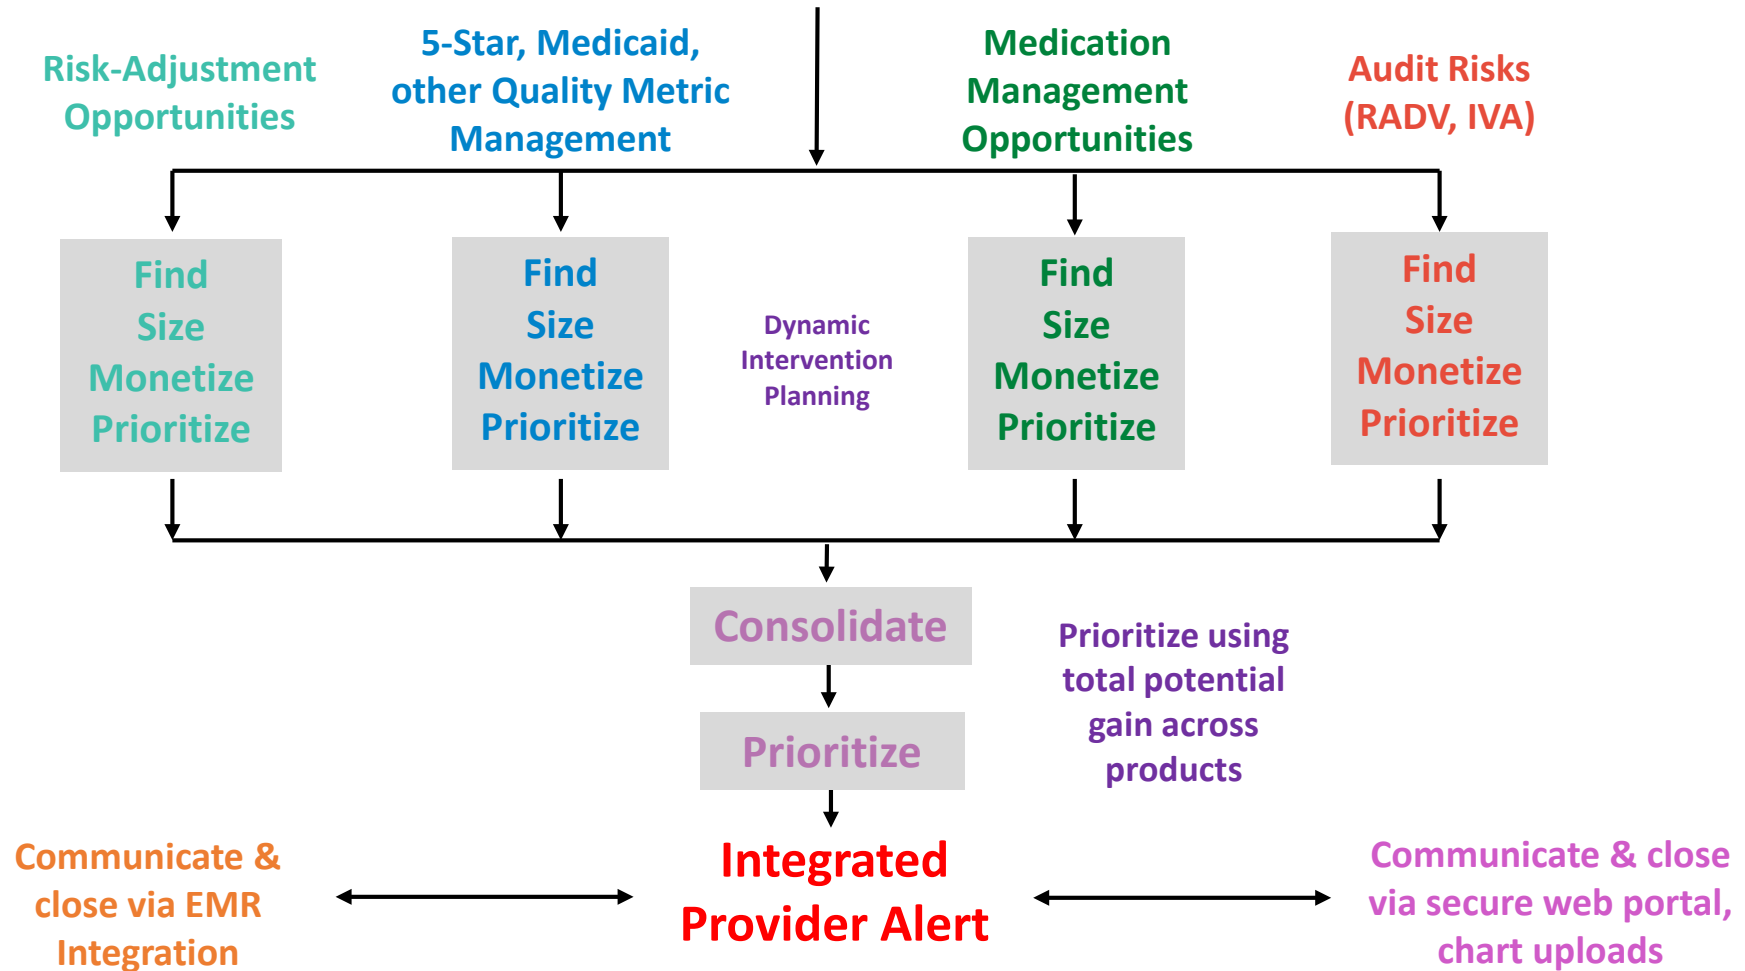 Risk-Adjustment
Opportunities
5-Star, Medicaid,
other Quality Metric
Management
Medication
Management
Opportunities
Audit Risks
(RADV, IVA)
Find
Size
Monetize
Prioritize
Find
Size
Monetize
Prioritize
Dynamic
Intervention
Planning
Find
Size
Monetize
Prioritize
Find
Size
Monetize
Prioritize
Consolidate
Prioritize
Prioritize using
total potential
gain across
products
Communicate &
close via EMR
Integration
Integrated
Provider Alert
Communicate & close
via secure web portal,
chart uploads